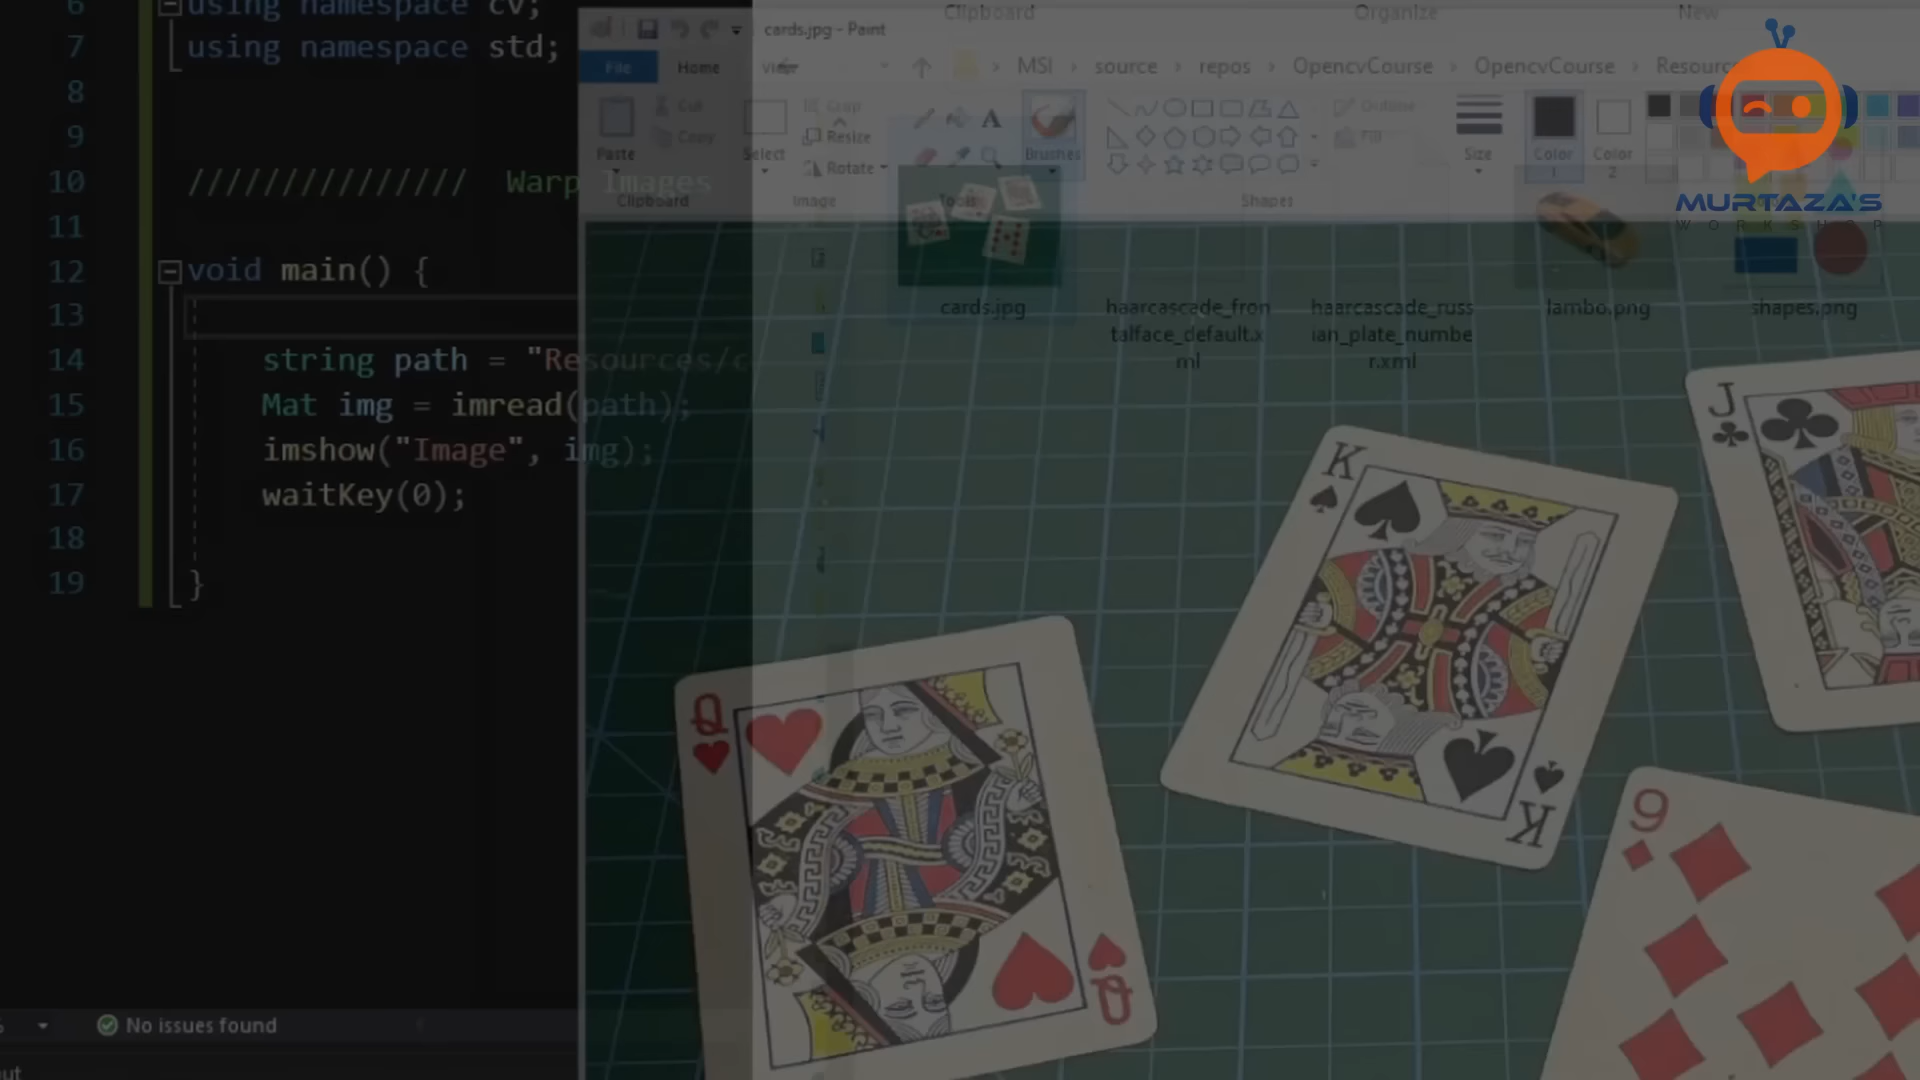 6 using namespace cv;
7 using namespace std;
8
9
10 /////////////// Warp Images
11
12 void main() {
13
14 string path = "Resources/c
15 Mat img = imread(path);
16 imshow("Image", img);
17 waitKey(0);
18
19 }
No issues found
Clipboard Organize New
cards.jpg - Paint
File Home View
MSI › source › repos › OpencvCourse › OpencvCourse ›
Cut
Copy
Paste
Clipboard
Crop
Resize
Rotate
Select
Image
A
Tools
Brushes
Outline
Fill
Shapes
Size
Color
1
Color
2
MURTAZA'S
WORKSHOP
cards.jpg
haarcascade_fron
talface_default.x
ml
haarcascade_russ
ian_plate_numbe
r.xml
lambo.png
shapes.png
J
K
K
Q
Q
9